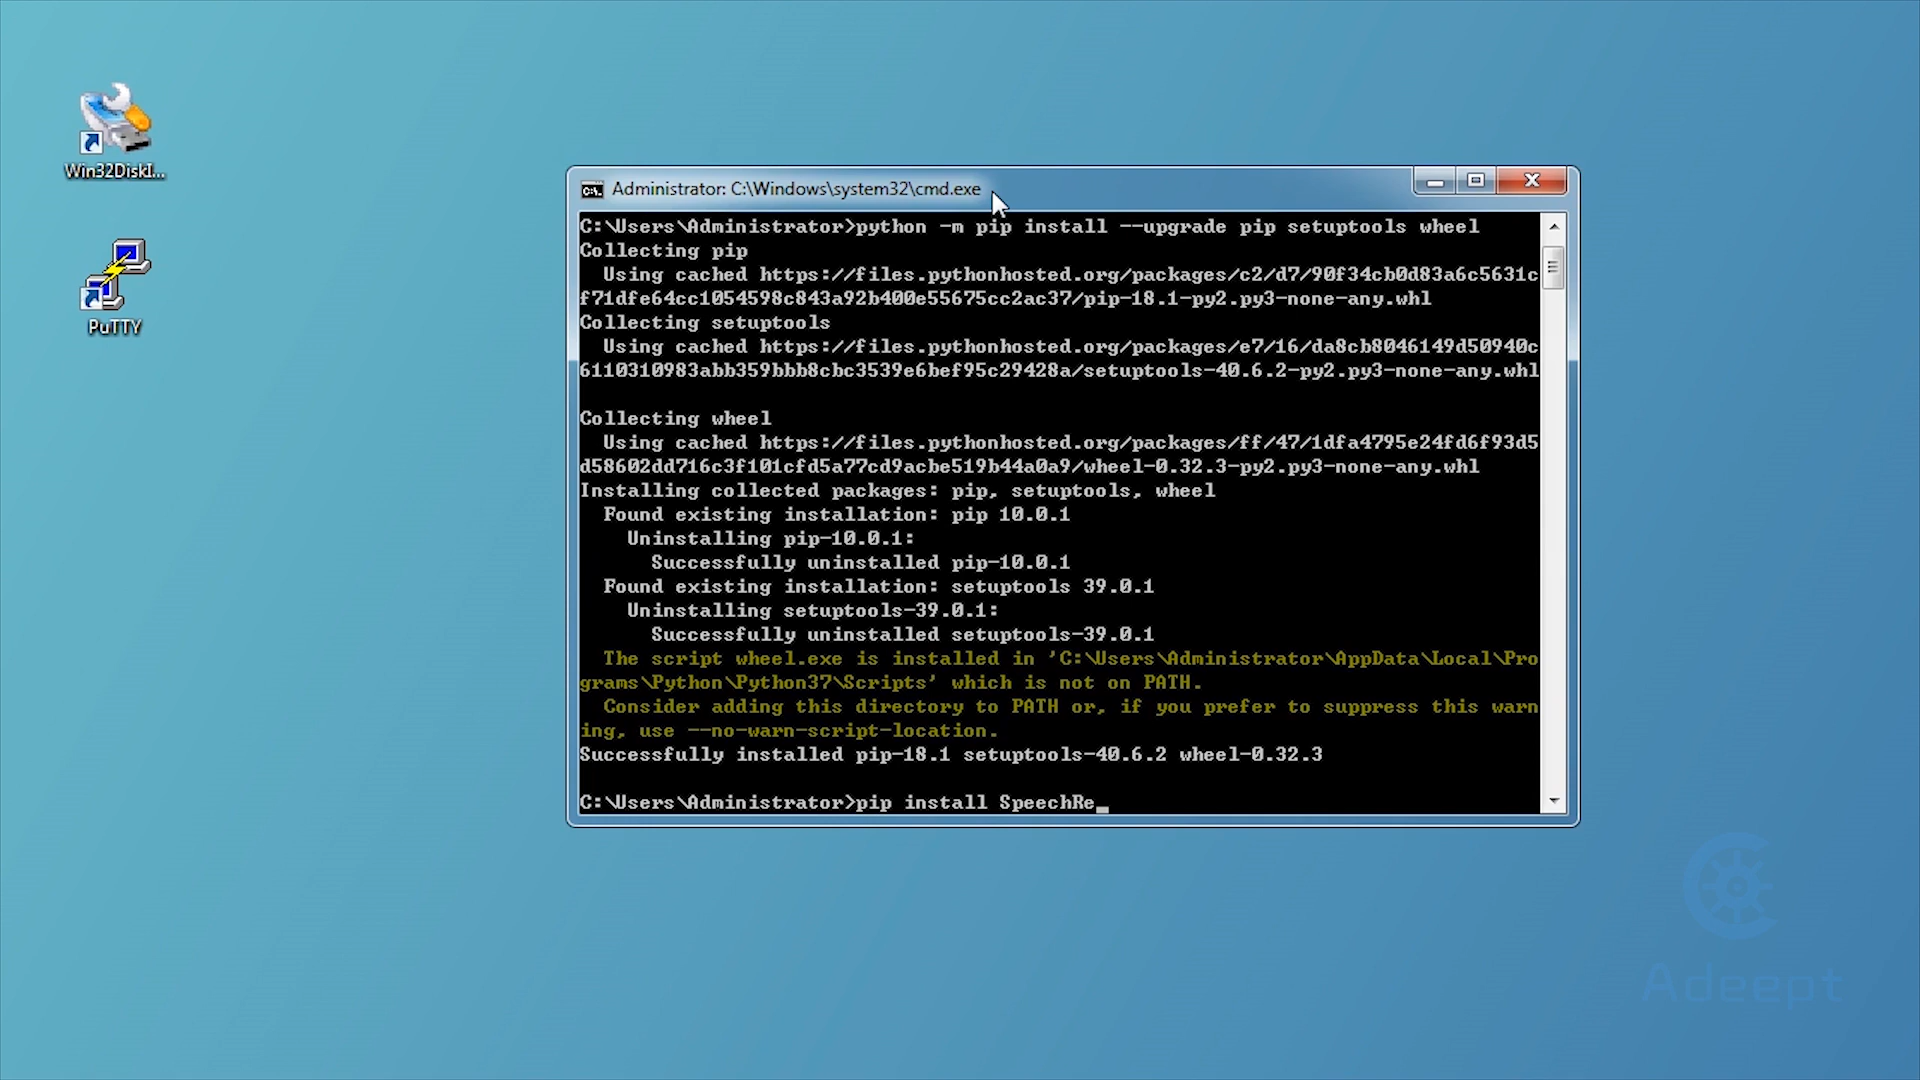 Win32DiskI...
PuTTY
Administrator: C:\Windows\system32\cmd.exe
C:\Users\Administrator>python -m pip install --upgrade pip setuptools wheel
Collecting pip
  Using cached https://files.pythonhosted.org/packages/c2/d7/90f34cb0d83a6c5631c
f71dfe64cc1054598c843a92b400e55675cc2ac37/pip-18.1-py2.py3-none-any.whl
Collecting setuptools
  Using cached https://files.pythonhosted.org/packages/e7/16/da8cb8046149d50940c
6110310983abb359bbb8cbc3539e6bef95c29428a/setuptools-40.6.2-py2.py3-none-any.whl
Collecting wheel
  Using cached https://files.pythonhosted.org/packages/ff/47/1dfa4795e24fd6f93d5
d58602dd716c3f101cfd5a77cd9acbe519b44a0a9/wheel-0.32.3-py2.py3-none-any.whl
Installing collected packages: pip, setuptools, wheel
  Found existing installation: pip 10.0.1
    Uninstalling pip-10.0.1:
      Successfully uninstalled pip-10.0.1
  Found existing installation: setuptools 39.0.1
    Uninstalling setuptools-39.0.1:
      Successfully uninstalled setuptools-39.0.1
  The script wheel.exe is installed in 'C:\Users\Administrator\AppData\Local\Pro
grams\Python\Python37\Scripts' which is not on PATH.
  Consider adding this directory to PATH or, if you prefer to suppress this warn
ing, use --no-warn-script-location.
Successfully installed pip-18.1 setuptools-40.6.2 wheel-0.32.3
C:\Users\Administrator>pip install SpeechRe_
Adeept